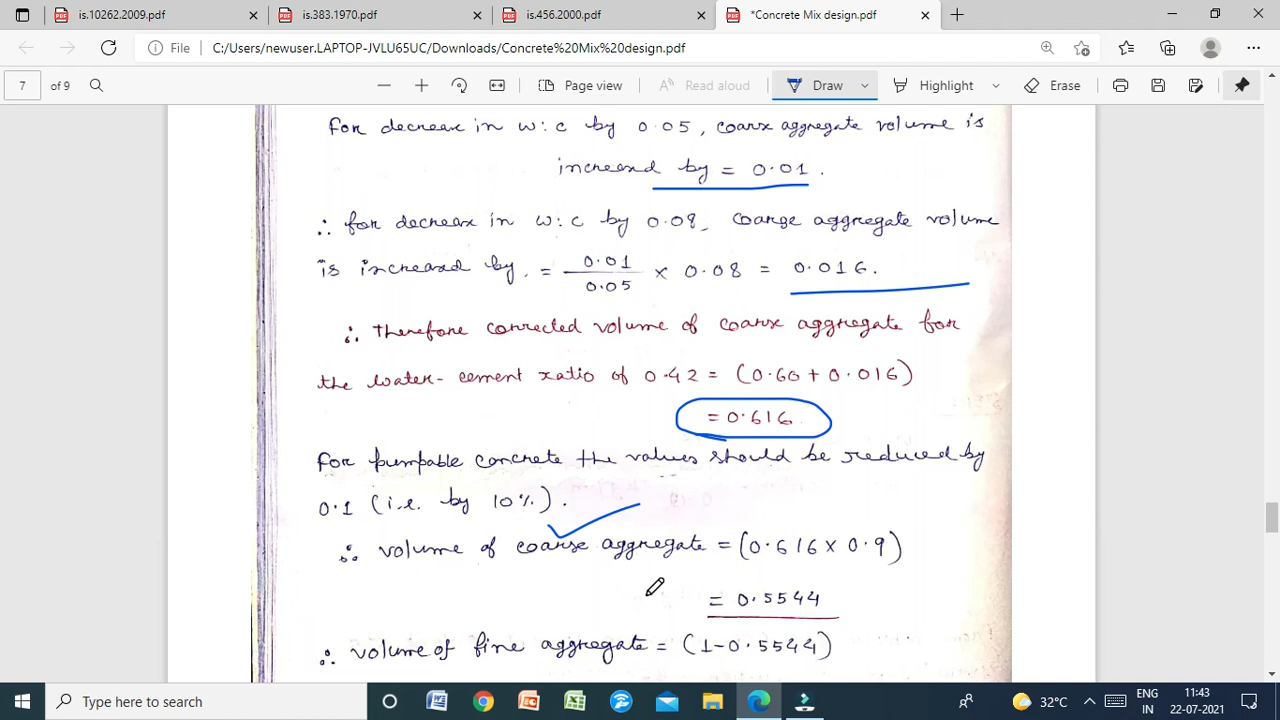 is.10262.2009.pdf
is.383.1970.pdf
is.456.2000.pdf
*Concrete Mix design.pdf
File
C:/Users/newuser.LAPTOP-JVLU65UC/Downloads/Concrete%20Mix%20design.pdf
7 of 9
Page view
Read aloud
Draw
Highlight
Erase
for decrease in w:c by 0.05, coarse aggregate volume is
increased by = 0.01.
∴ for decrease in w:c by 0.08, coarse aggregate volume
is increased by. = 0.01/0.05 × 0.08 = 0.016.
∴ Therefore corrected volume of coarse aggregate for
the water-cement ratio of 0.42 = (0.60 + 0.016)
= 0.616
for pumpable concrete the values should be reduced by
0.1 (i.e. by 10%).
∴ volume of coarse aggregate = (0.616 × 0.9)
= 0.5544
∴ volume of fine aggregate = (1-0.5544)
Type here to search
32°C
ENG
IN
11:43
22-07-2021